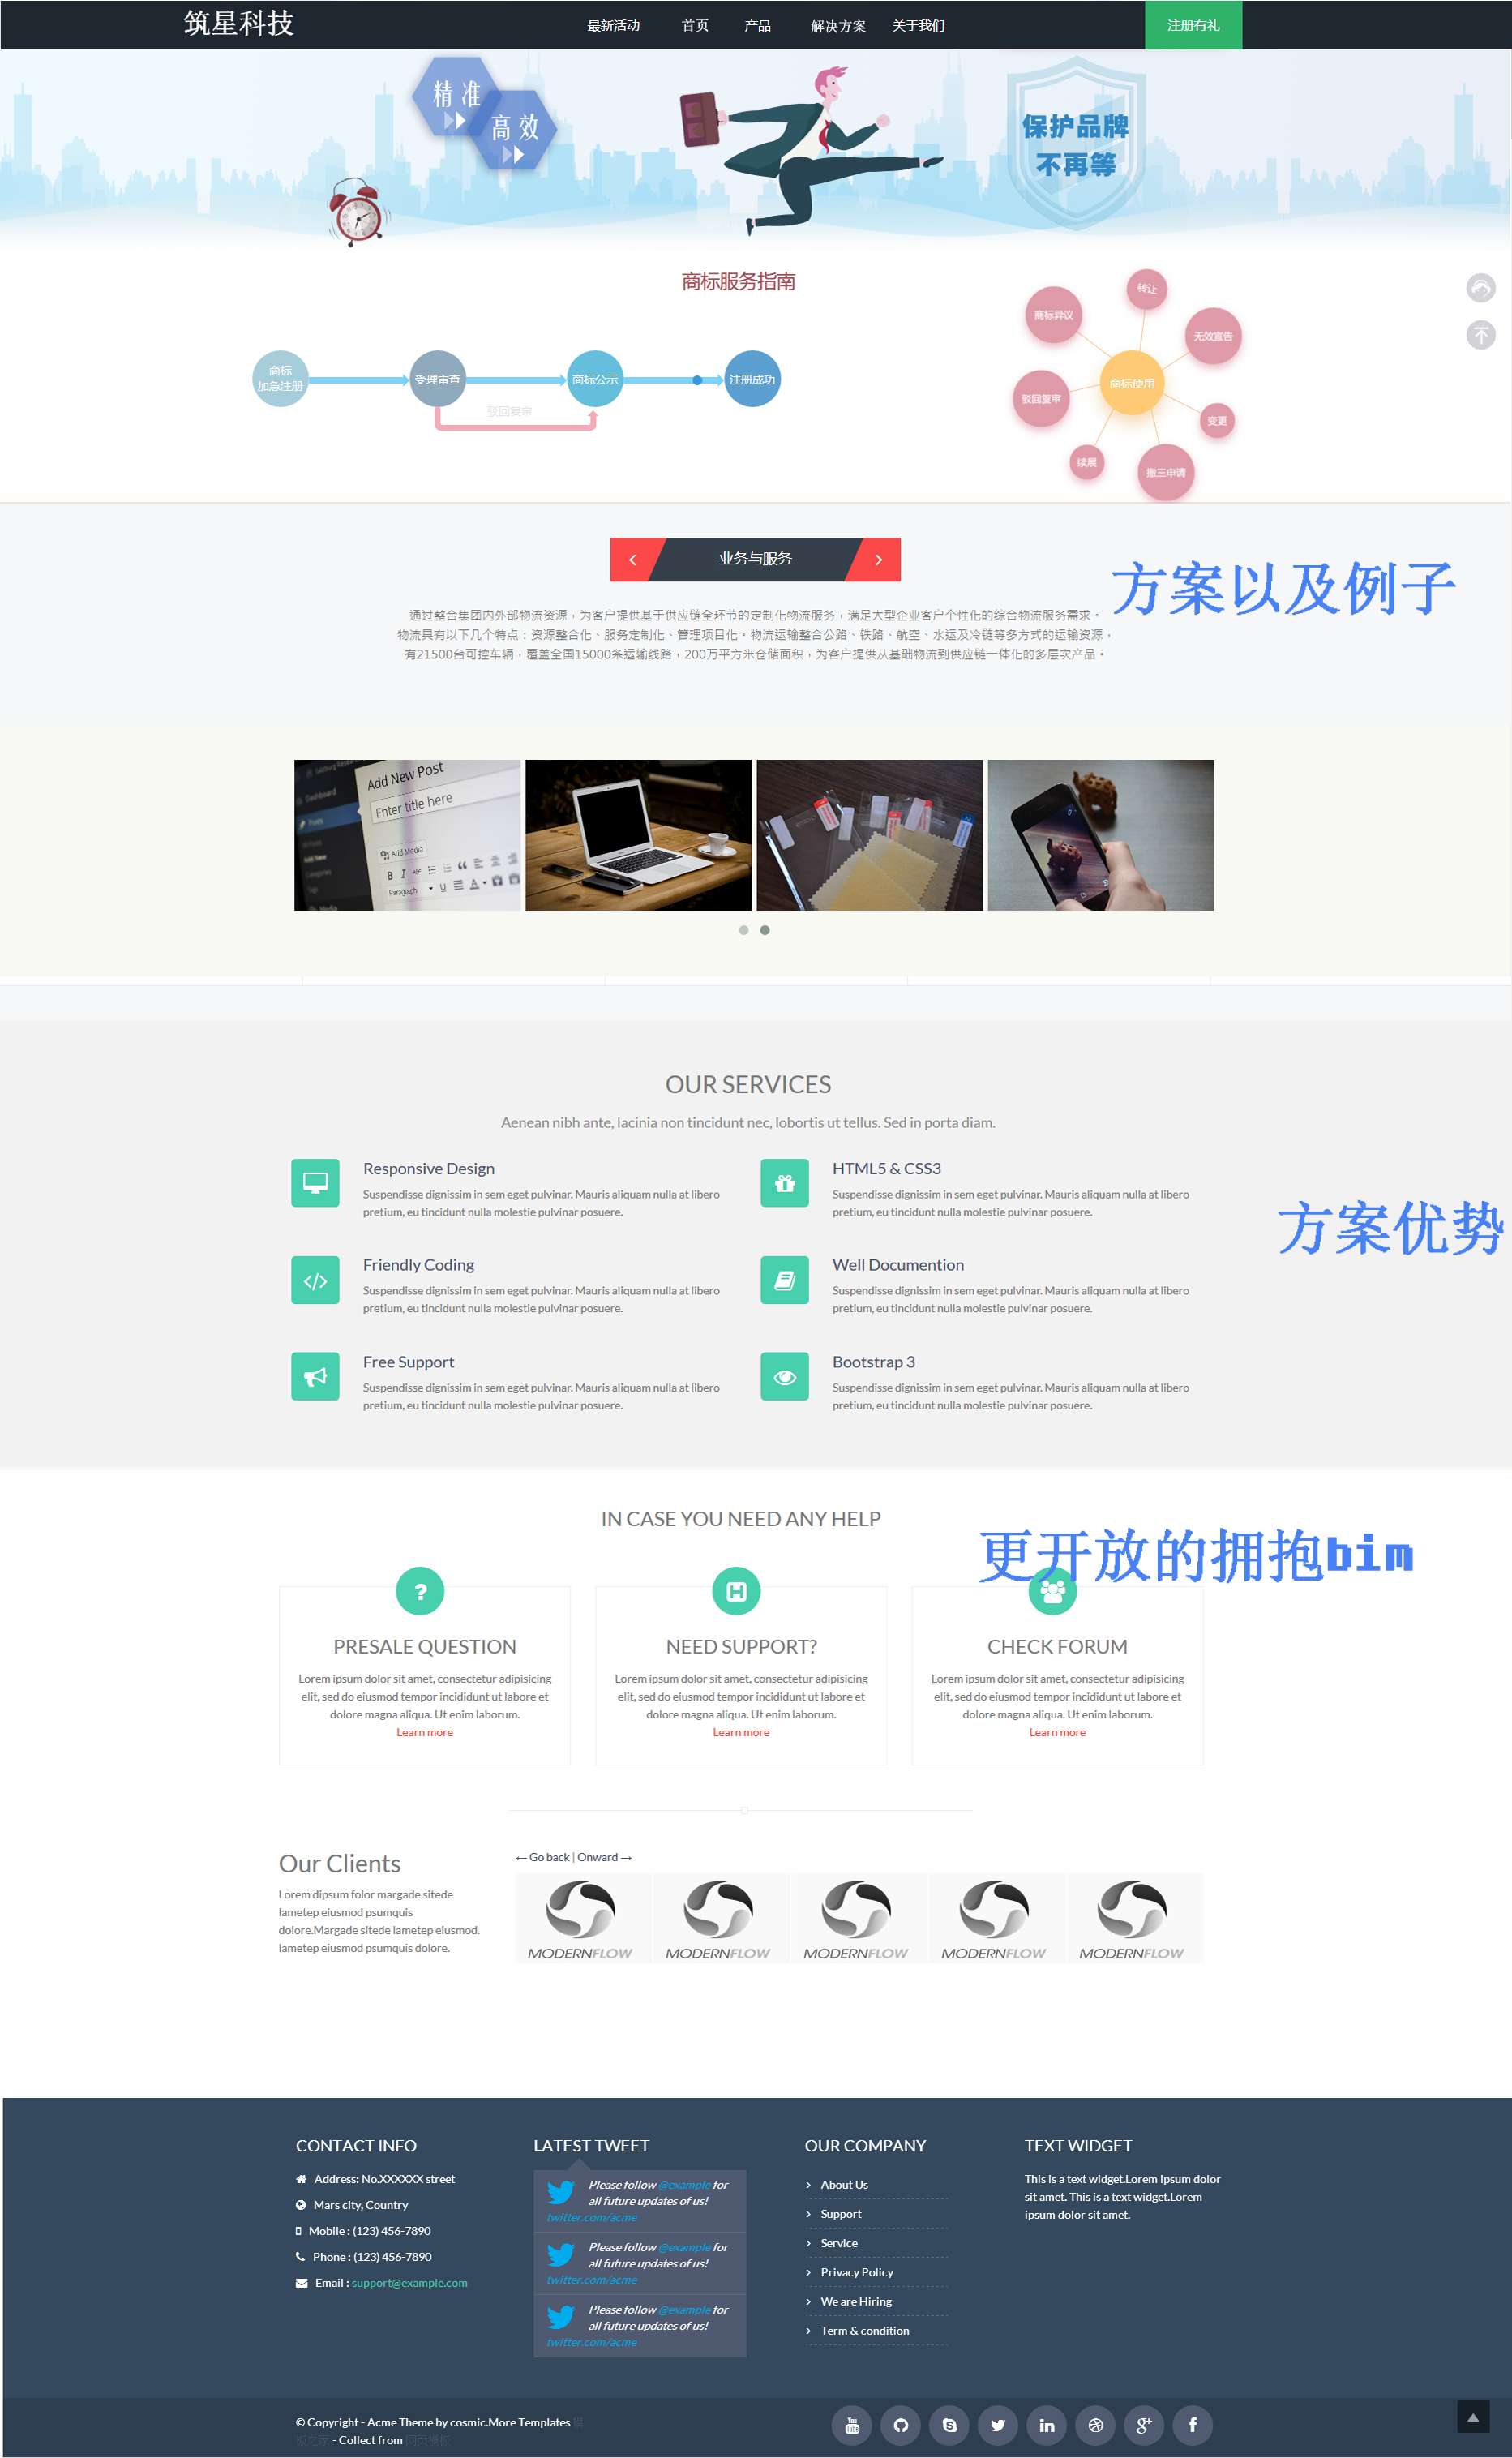 筑星科技
最新活动 首页 产品 解决方案 关于我们 注册有礼
精准
高效
保护品牌
不再等
商标服务指南
商标
加急注册
受理审查
商标公示
注册成功
驳回复审
转让
商标异议
无效宣告
商标使用
驳回复审
变更
续展
撤三申请
业务与服务
方案以及例子
通过整合集团内外部物流资源，为客户提供基于供应链全环节的定制化物流服务，满足大型企业客户个性化的综合物流服务需求。
物流具有以下几个特点：资源整合化、服务定制化、管理项目化。物流运输整合公路、铁路、航空、水运及冷链等多方式的运输资源，
有21500台可控车辆，覆盖全国15000条运输线路，200万平方米仓储面积，为客户提供从基础物流到供应链一体化的多层次产品。
Dashboard
Posts
Add New Post
Enter title here
Add Media
B I ABC
Paragraph
OUR SERVICES
Aenean nibh ante, lacinia non tincidunt nec, lobortis ut tellus. Sed in porta diam.
Responsive Design
Suspendisse dignissim in sem eget pulvinar. Mauris aliquam nulla at libero
pretium, eu tincidunt nulla molestie pulvinar posuere.
HTML5 & CSS3
Suspendisse dignissim in sem eget pulvinar. Mauris aliquam nulla at libero
pretium, eu tincidunt nulla molestie pulvinar posuere.
方案优势
Friendly Coding
Suspendisse dignissim in sem eget pulvinar. Mauris aliquam nulla at libero
pretium, eu tincidunt nulla molestie pulvinar posuere.
Well Documention
Suspendisse dignissim in sem eget pulvinar. Mauris aliquam nulla at libero
pretium, eu tincidunt nulla molestie pulvinar posuere.
Free Support
Suspendisse dignissim in sem eget pulvinar. Mauris aliquam nulla at libero
pretium, eu tincidunt nulla molestie pulvinar posuere.
Bootstrap 3
Suspendisse dignissim in sem eget pulvinar. Mauris aliquam nulla at libero
pretium, eu tincidunt nulla molestie pulvinar posuere.
IN CASE YOU NEED ANY HELP
更开放的拥抱bim
PRESALE QUESTION
Lorem ipsum dolor sit amet, consectetur adipisicing
elit, sed do eiusmod tempor incididunt ut labore et
dolore magna aliqua. Ut enim laborum.
Learn more
NEED SUPPORT?
Lorem ipsum dolor sit amet, consectetur adipisicing
elit, sed do eiusmod tempor incididunt ut labore et
dolore magna aliqua. Ut enim laborum.
Learn more
CHECK FORUM
Lorem ipsum dolor sit amet, consectetur adipisicing
elit, sed do eiusmod tempor incididunt ut labore et
dolore magna aliqua. Ut enim laborum.
Learn more
Our Clients
Lorem dipsum folor margade sitede
lametep eiusmod psumquis
dolore.Margade sitede lametep eiusmod.
lametep eiusmod psumquis dolore.
← Go back | Onward →
MODERNFLOW
MODERNFLOW
MODERNFLOW
MODERNFLOW
MODERNFLOW
CONTACT INFO
Address: No.XXXXXX street
Mars city, Country
Mobile : (123) 456-7890
Phone : (123) 456-7890
Email : support@example.com
LATEST TWEET
Please follow @example for
all future updates of us!
twitter.com/acme
Please follow @example for
all future updates of us!
twitter.com/acme
Please follow @example for
all future updates of us!
twitter.com/acme
OUR COMPANY
About Us
Support
Service
Privacy Policy
We are Hiring
Term & condition
TEXT WIDGET
This is a text widget.Lorem ipsum dolor
sit amet. This is a text widget.Lorem
ipsum dolor sit amet.
© Copyright - Acme Theme by cosmic.More Templates 模
板之家 - Collect from 网页模板